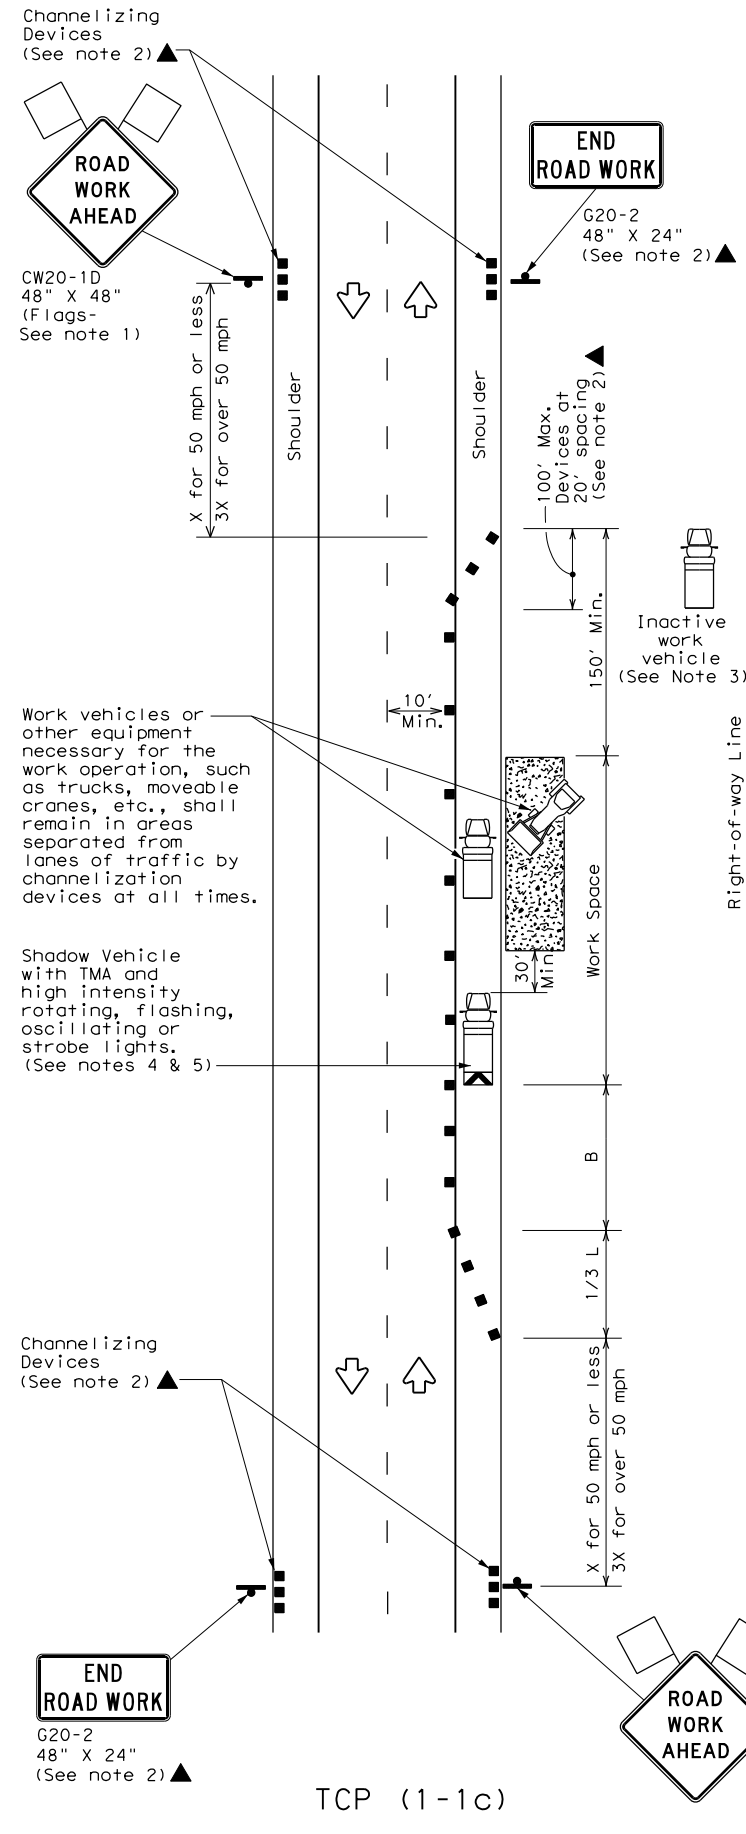 Channelizing
Devices
(See note 2)
ROAD
WORK
AHEAD
CW20-1D
48" X 48"
(Flags-
See note 1)
END
ROAD WORK
G20-2
48" X 24"
(See note 2)
X for 50 mph or less
3X for over 50 mph
Shoulder
Shoulder
100' Max.
Devices at
20' spacing
(See note 2)
150' Min.
Inactive
work
vehicle
(See Note 3)
Right-of-way Line
10'
Min.
Work vehicles or
other equipment
necessary for the
work operation, such
as trucks, moveable
cranes, etc., shall
remain in areas
separated from
lanes of traffic by
channelization
devices at all times.
Work Space
30'
Min.
Shadow Vehicle
with TMA and
high intensity
rotating, flashing,
oscillating or
strobe lights.
(See notes 4 & 5)
B
1/3 L
Channelizing
Devices
(See note 2)
X for 50 mph or less
3X for over 50 mph
END
ROAD WORK
G20-2
48" X 24"
(See note 2)
ROAD
WORK
AHEAD
TCP (1-1c)